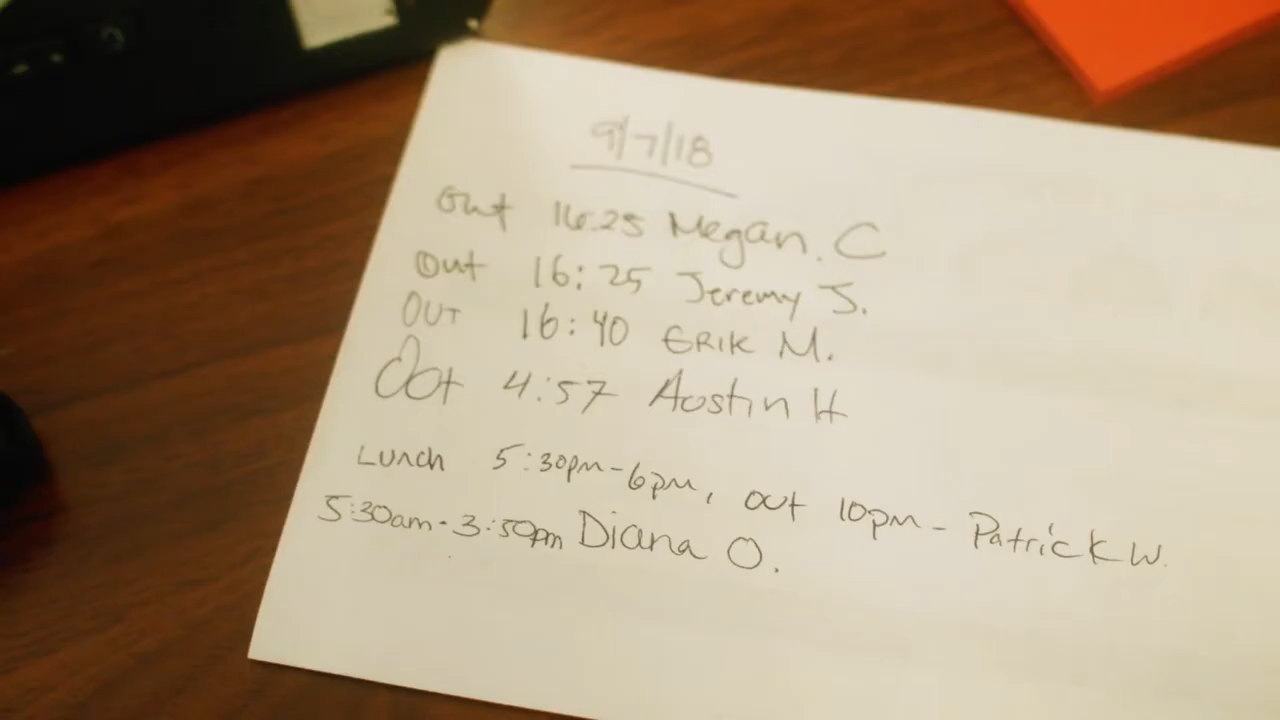 9/7/18
Out 16:25 Megan. C
Out 16:25 Jeremy J.
OUT 16:40 ERIK M.
Out 4:57 Austin H
Lunch 5:30pm-6pm, out 10pm - Patrick W.
5:30am-3:50pm Diana O.